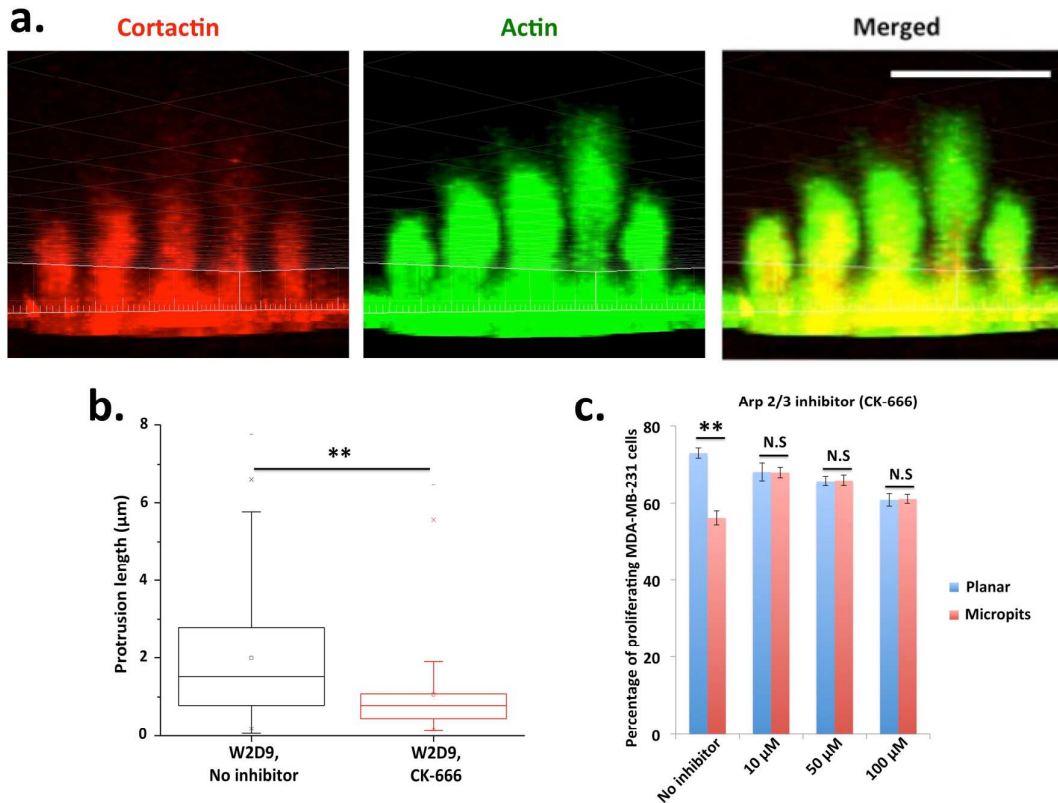 a.
Cortactin
Actin
Merged
b.
Protrusion length (µm)
8
6
4
2
0
**
W2D9,
No inhibitor
W2D9,
CK-666
c.
Arp 2/3 inhibitor (CK-666)
Percentage of proliferating MDA-MB-231 cells
80
60
40
20
0
**
N.S
N.S
N.S
No inhibitor
10 µM
50 µM
100 µM
Planar
Micropits